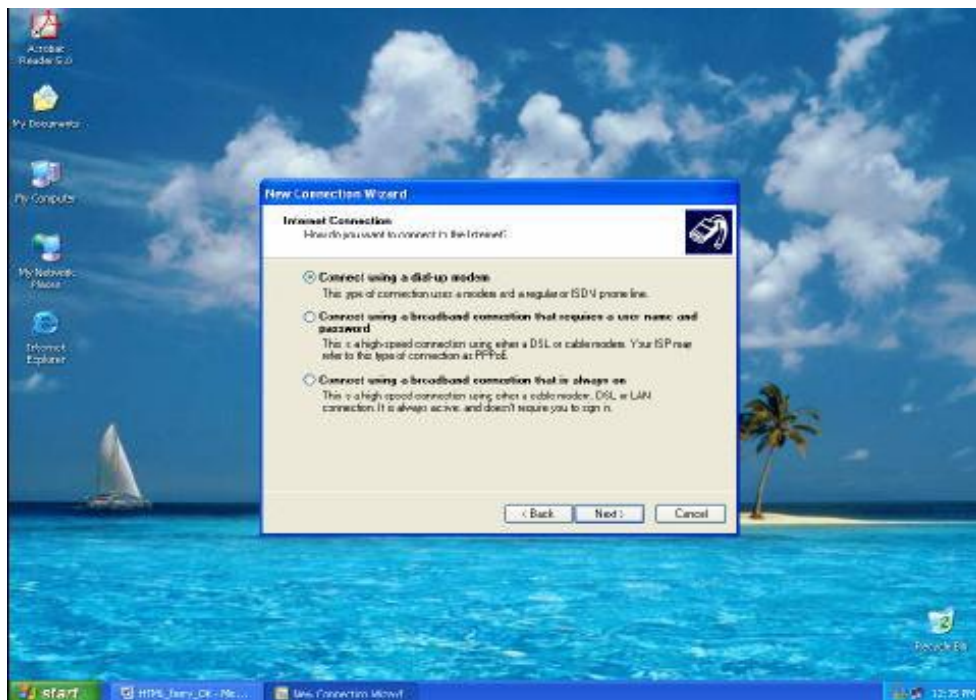 Acrobat
Reader 5.0
My Documents
My Computer
My Network
Places
Internet
Explorer
New Connection Wizard
Internet Connection
How do you want to connect to the Internet?
Connect using a dial-up modem
This type of connection uses a modem and a regular or ISDN phone line.
Connect using a broadband connection that requires a user name and
password
This is a high-speed connection using either a DSL or cable modem. Your ISP may
refer to this type of connection as PPPoE.
Connect using a broadband connection that is always on
This is a high-speed connection using either a cable modem, DSL or LAN
connection. It is always active, and doesn't require you to sign in.
< Back
Next >
Cancel
Recycle Bin
start
New Connection Wizard